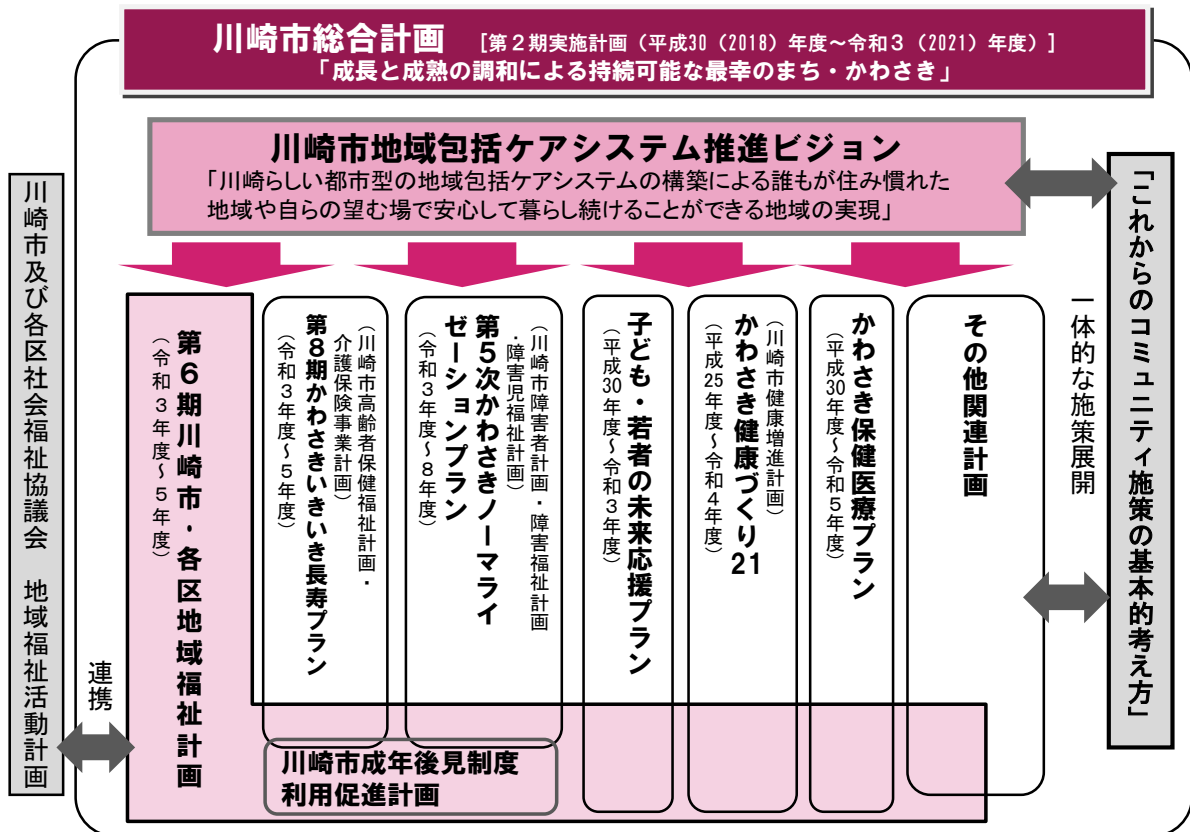 川崎市総合計画 [第2期実施計画(平成30(2018)年度～令和3(2021)年度)]
「成長と成熟の調和による持続可能な最幸のまち・かわさき」
川崎市地域包括ケアシステム推進ビジョン
「川崎らしい都市型の地域包括ケアシステムの構築による誰もが住み慣れた
地域や自らの望む場で安心して暮らし続けることができる地域の実現」
川崎市及び各区社会福祉協議会 地域福祉活動計画
連携
第6期川崎市・各区地域福祉計画
(令和3年度～5年度)
(川崎市高齢者保健福祉計画・
介護保険事業計画)
第8期かわさきいきいき長寿プラン
(令和3年度～5年度)
(川崎市障害者計画・障害福祉計画
・障害児福祉計画)
第5次かわさきノーマライ
ゼーションプラン
(令和3年度～8年度)
川崎市成年後見制度
利用促進計画
子ども・若者の未来応援プラン
(平成30年度～令和3年度)
(川崎市健康増進計画)
かわさき健康づくり21
(平成25年度～令和4年度)
かわさき保健医療プラン
(平成30年度～令和5年度)
その他関連計画
一体的な施策展開
「これからのコミュニティ施策の基本的考え方」